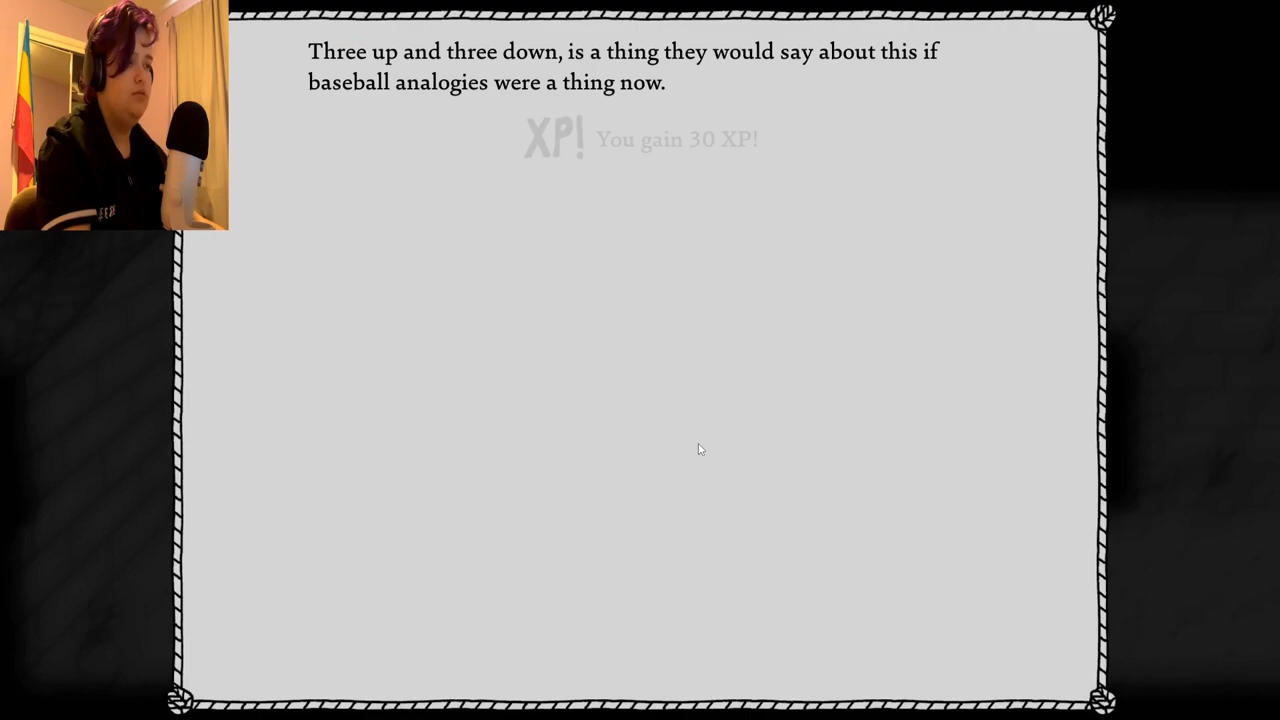 Three up and three down, is a thing they would say about this if
baseball analogies were a thing now.
XP! You gain 30 XP!